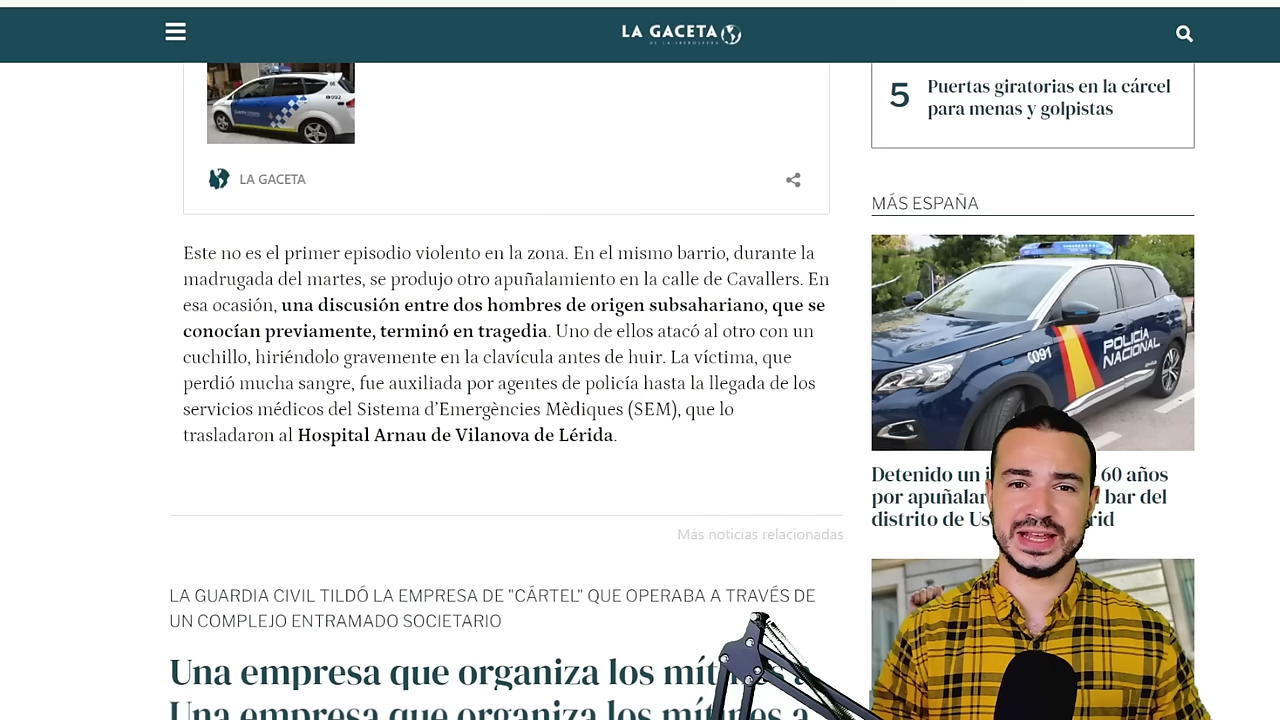 LA GACETA
DE LA IBEROSFERA
092
LA GACETA
Este no es el primer episodio violento en la zona. En el mismo barrio, durante la
madrugada del martes, se produjo otro apuñalamiento en la calle de Cavallers. En
esa ocasión, una discusión entre dos hombres de origen subsahariano, que se
conocían previamente, terminó en tragedia. Uno de ellos atacó al otro con un
cuchillo, hiriéndolo gravemente en la clavícula antes de huir. La víctima, que
perdió mucha sangre, fue auxiliada por agentes de policía hasta la llegada de los
servicios médicos del Sistema d’Emergències Mèdiques (SEM), que lo
trasladaron al Hospital Arnau de Vilanova de Lérida.
Más noticias relacionadas
LA GUARDIA CIVIL TILDÓ LA EMPRESA DE "CÁRTEL" QUE OPERABA A TRAVÉS DE
UN COMPLEJO ENTRAMADO SOCIETARIO
Una empresa que organiza los mítines a
Una empresa que organiza los mítines a
5
Puertas giratorias en la cárcel
para menas y golpistas
MÁS ESPAÑA
091
POLICÍA
NACIONAL
Detenido un 60 años
por apuñalar bar del
distrito de Us rid